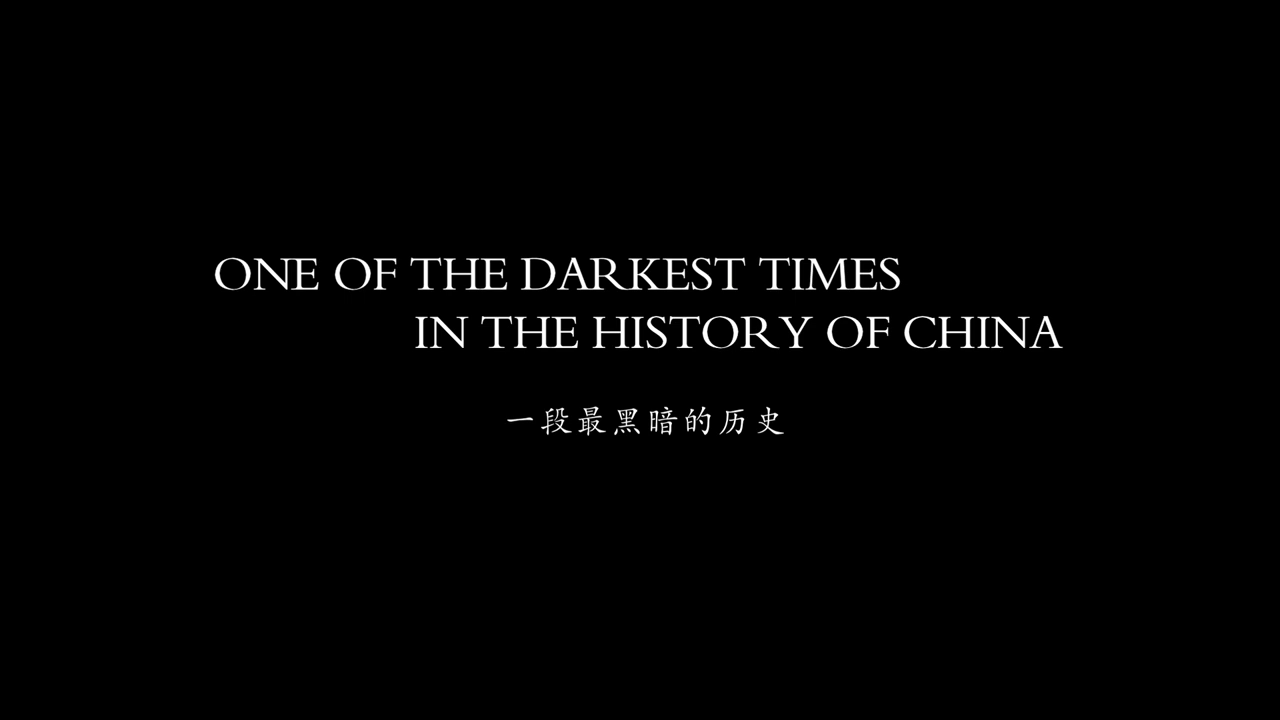 ONE OF THE DARKEST TIMES
IN THE HISTORY OF CHINA
一段最黑暗的历史